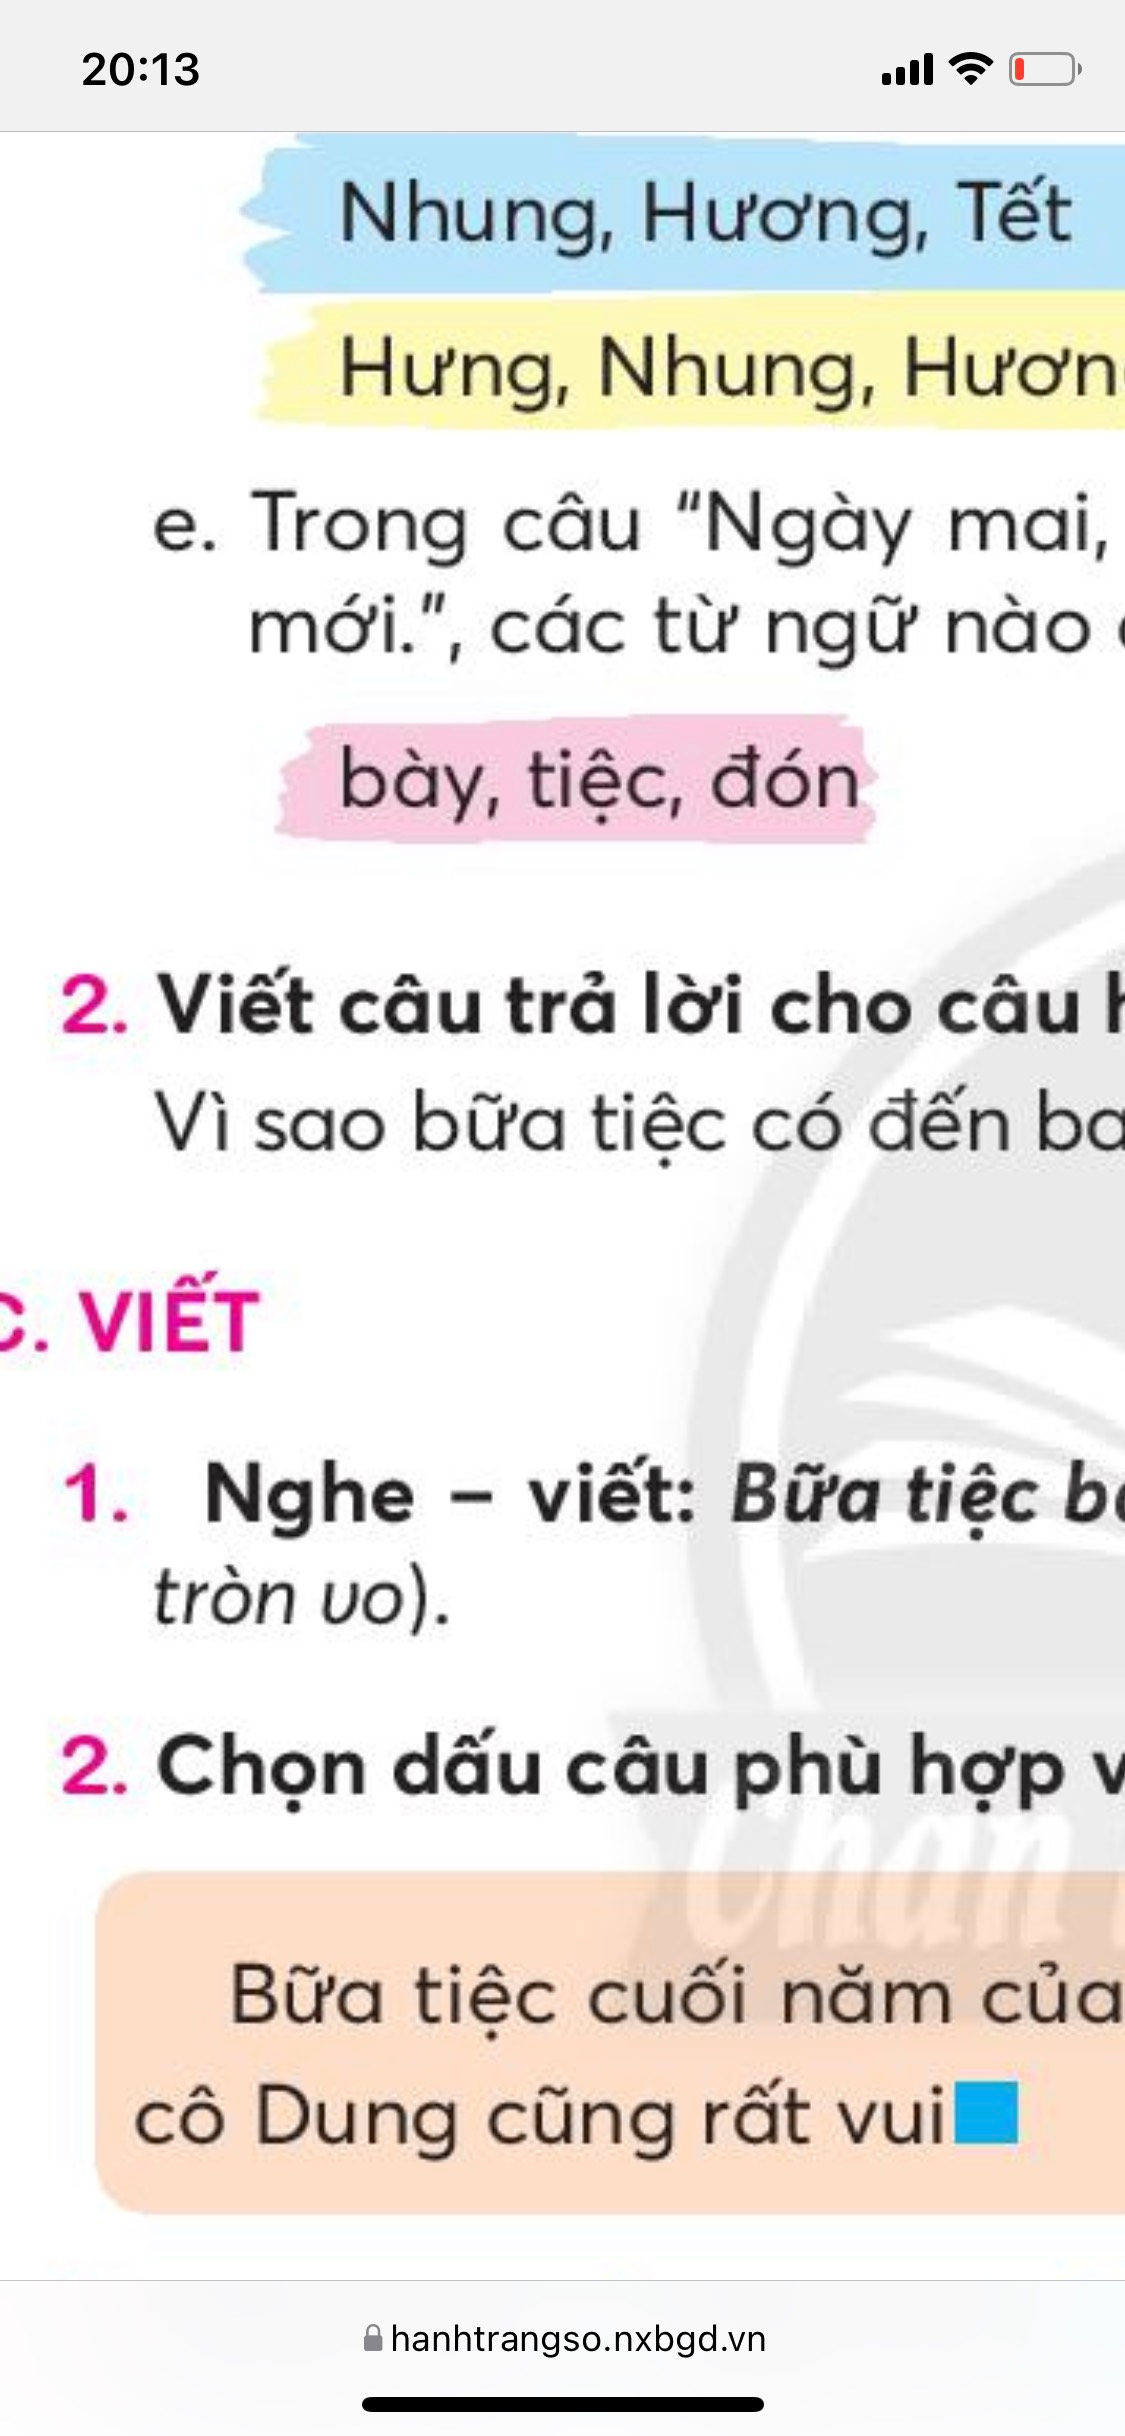 20:13
Nhung, Hương, Tết
Hưng, Nhung,
e. Trong câu "Ngày mai,
mới.", các từ ngữ nào
bày, tiệc, đón
2. Viết câu trả lời cho câu
Vì sao bữa tiệc có đến
C. VIẾT
1. Nghe – viết: Bữa tiệc
tròn vo).
2. Chọn dấu câu phù hợp
Chân
Bữa tiệc cuối năm của
cô Dung cũng rất vui
hanhtrangso.nxbgd.vn